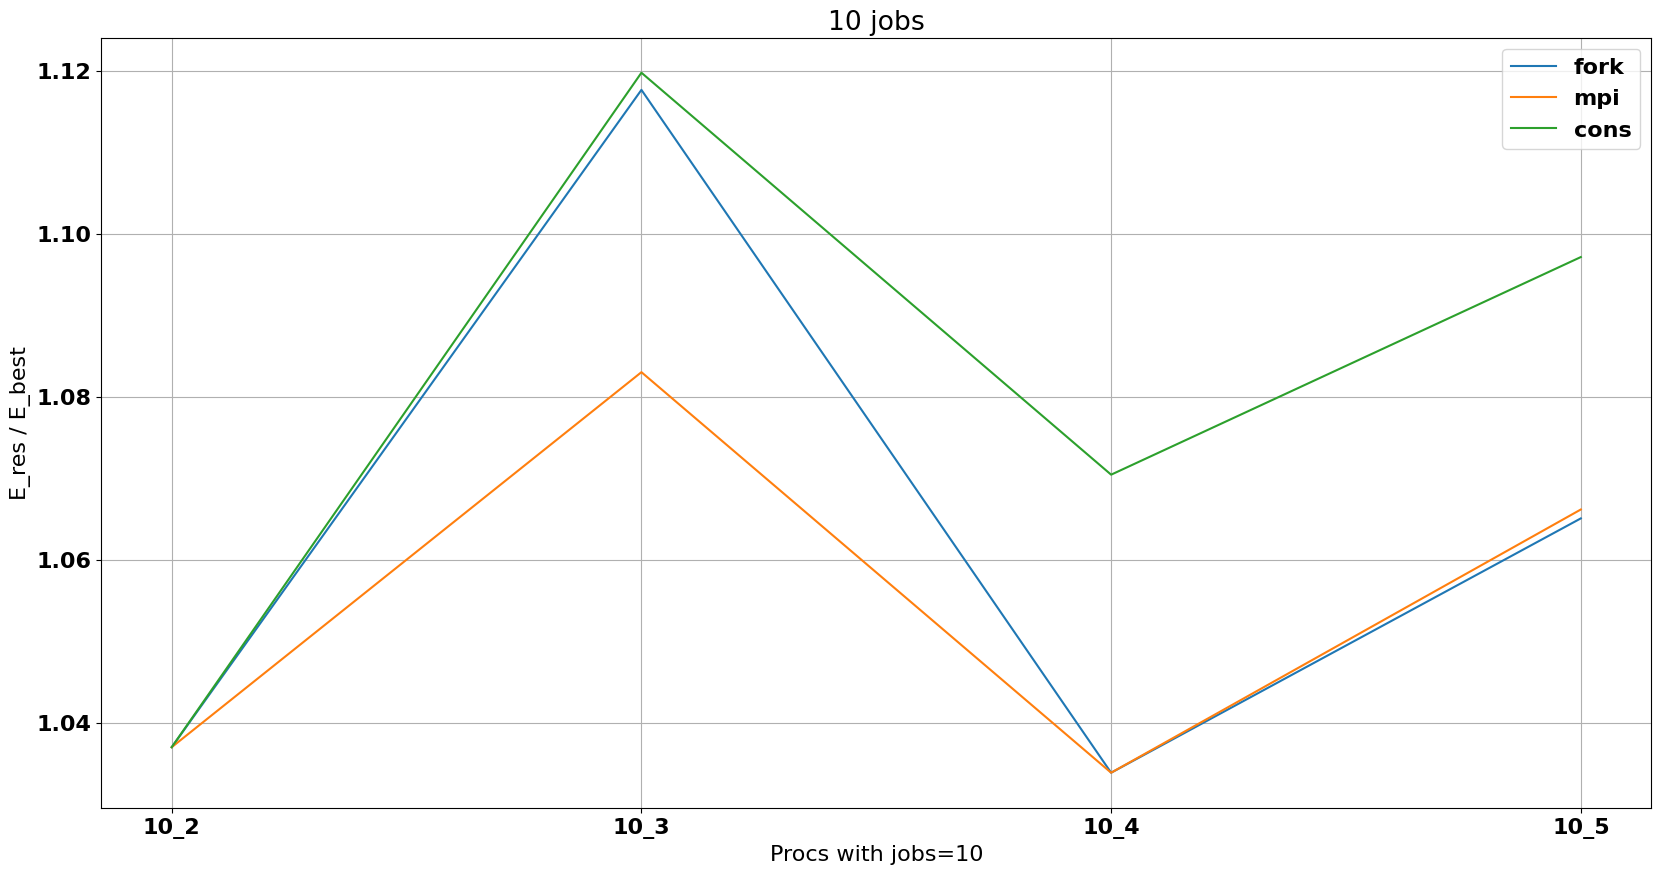 10 jobs
fork
mpi
cons
E_res / E_best
1.12
1.10
1.08
1.06
1.04
10_2 10_3 10_4 10_5
Procs with jobs=10